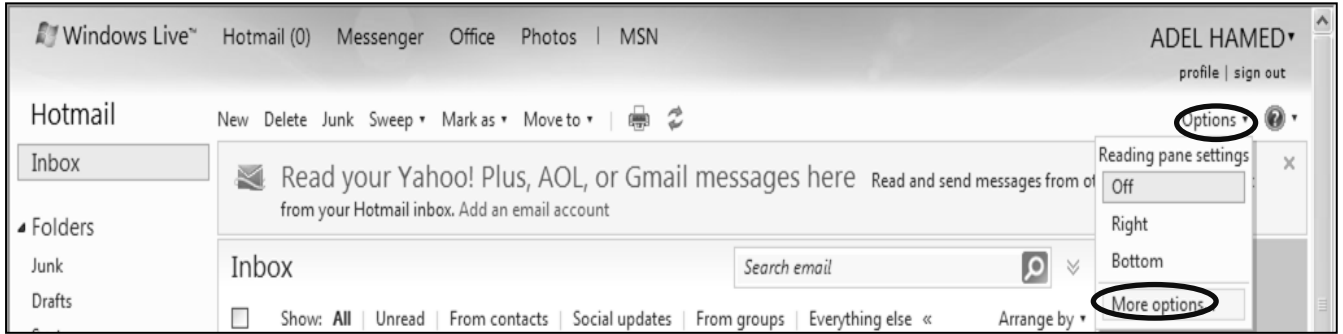 Windows Live™ Hotmail (0) Messenger Office Photos | MSN ADEL HAMED
profile | sign out
Hotmail New Delete Junk Sweep Mark as Move to | Options
Inbox
Reading pane settings
Read your Yahoo! Plus, AOL, or Gmail messages here Read and send messages from
from your Hotmail inbox. Add an email account
Off
Right
Bottom
More options
Folders
Junk
Drafts
Inbox Search email
Show: All | Unread | From contacts | Social updates | From groups | Everything else « Arrange by